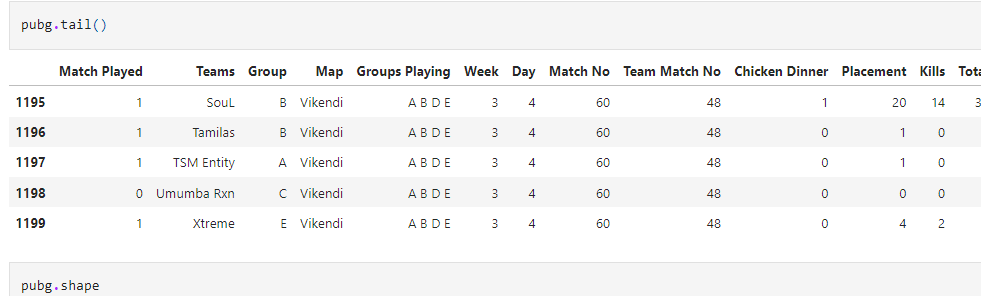 pubg.tail()
Match Played Teams Group Map Groups Playing Week Day Match No Team Match No Chicken Dinner Placement Kills Tota
1195 1 SouL B Vikendi A B D E 3 4 60 48 1 20 14 3
1196 1 Tamilas B Vikendi A B D E 3 4 60 48 0 1 0
1197 1 TSM Entity A Vikendi A B D E 3 4 60 48 0 1 0
1198 0 Umumba Rxn C Vikendi A B D E 3 4 60 48 0 0 0
1199 1 Xtreme E Vikendi A B D E 3 4 60 48 0 4 2
pubg.shape